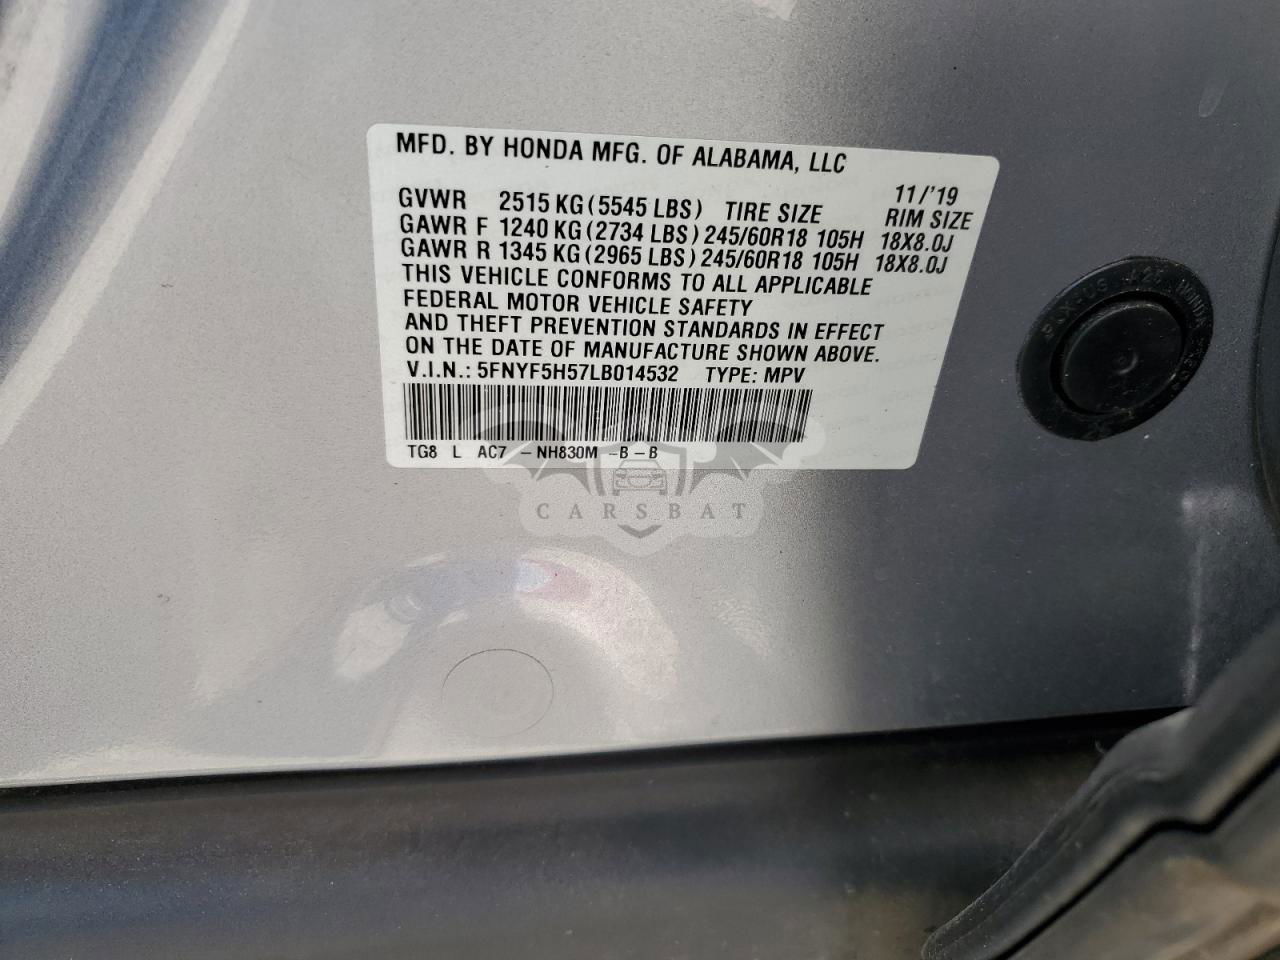 MFD. BY HONDA MFG. OF ALABAMA, LLC
11/'19
GVWR 2515 KG (5545 LBS) TIRE SIZE RIM SIZE
GAWR F 1240 KG (2734 LBS) 245/60R18 105H 18X8.0J
GAWR R 1345 KG (2965 LBS) 245/60R18 105H 18X8.0J
THIS VEHICLE CONFORMS TO ALL APPLICABLE
FEDERAL MOTOR VEHICLE SAFETY
AND THEFT PREVENTION STANDARDS IN EFFECT
ON THE DATE OF MANUFACTURE SHOWN ABOVE.
V.I.N.: 5FNYF5H57LB014532 TYPE: MPV
TG8 L AC7 -NH830M -B-B
CARSBAT
HONDA